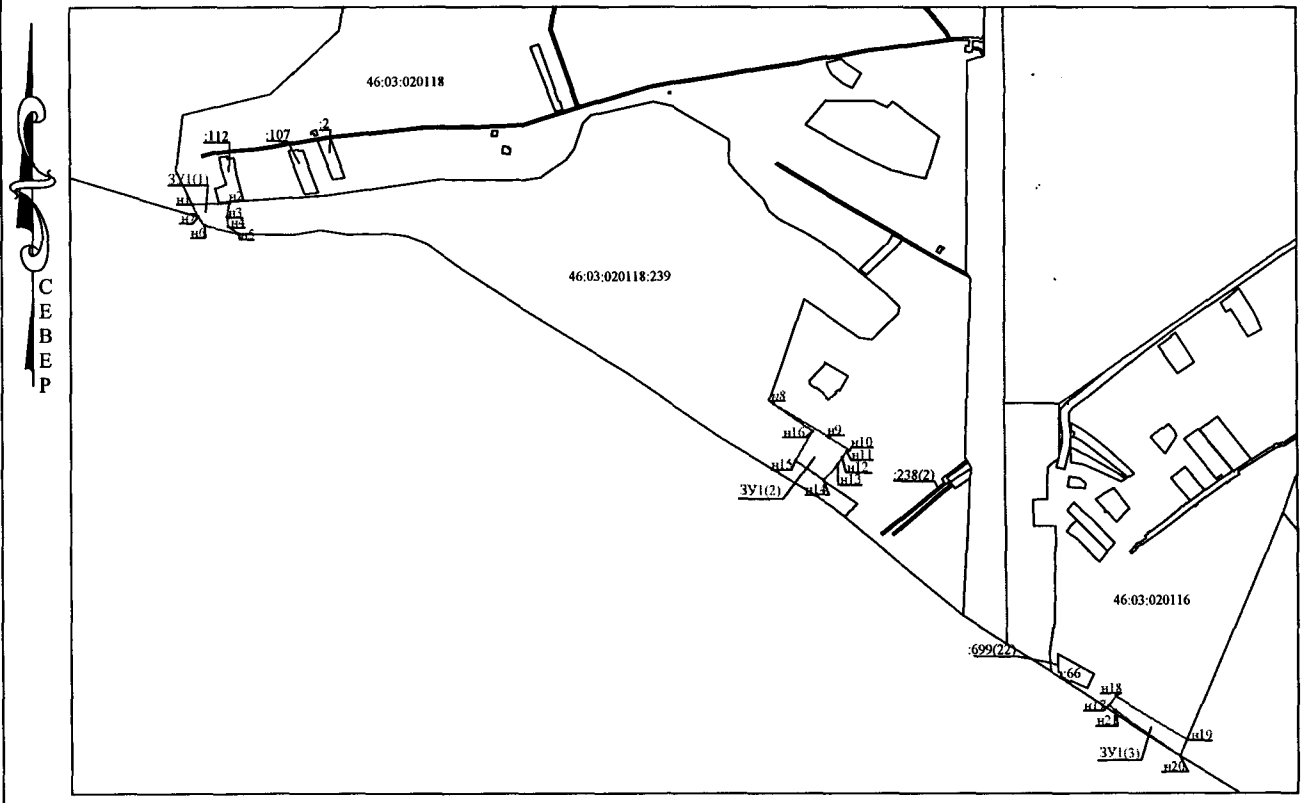 46:03:020118
:112
:107
:2
ЗУ1(1)
н1
н2
н3
н4
н5
н6
н7
СЕВЕР
46:03:020118:239
н8
н9
н10
н11
н12
н13
н14
н15
н16
ЗУ1(2)
:238(2)
46:03:020116
:699(22)
:66
н18
н17
н21
н19
ЗУ1(3)
н20